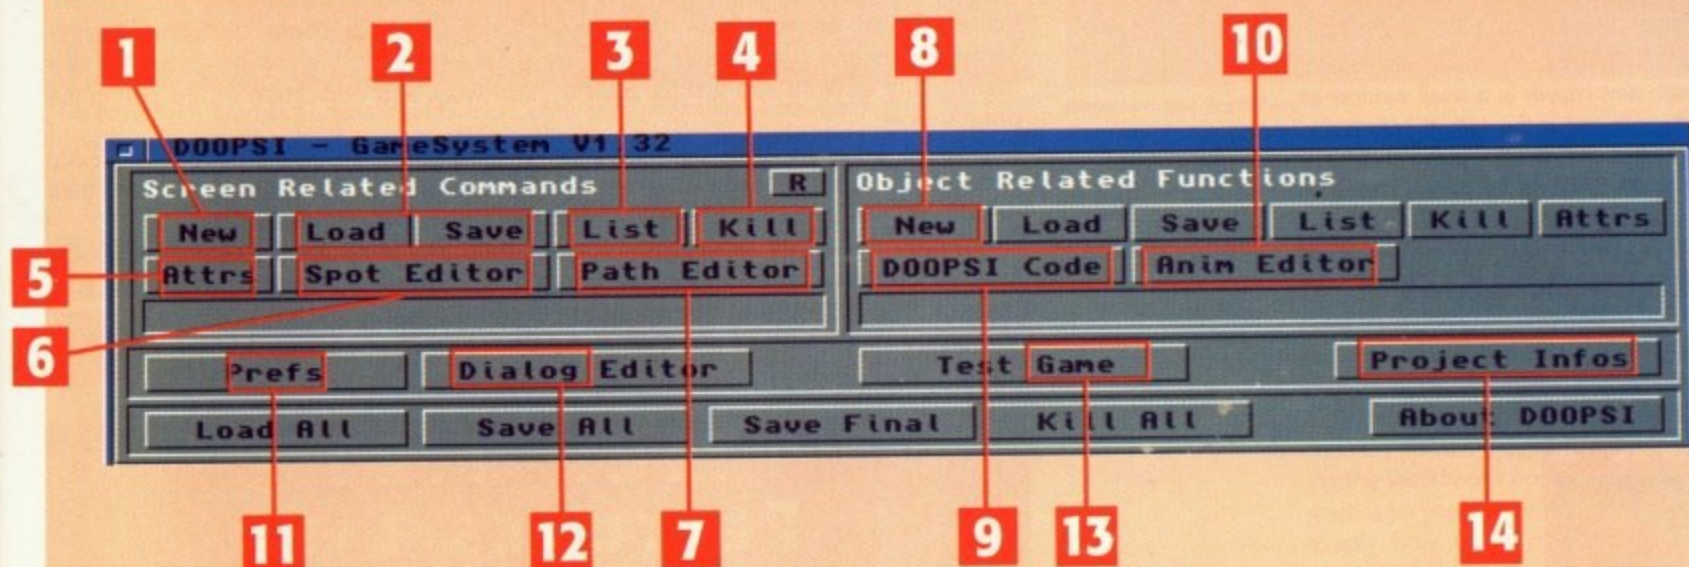 1 2 3 4 8 10
DOOPSI - GameSystem V1 32
Screen Related Commands R Object Related Functions
New Load Save List Kill New Load Save List Kill Attrs
5 Attrs Spot Editor Path Editor DOOPSI Code Anim Editor
6 Prefs Dialog Editor Test Game Project Infos
Load All Save All Save Final Kill All About DOOPSI
11 12 7 9 13 14